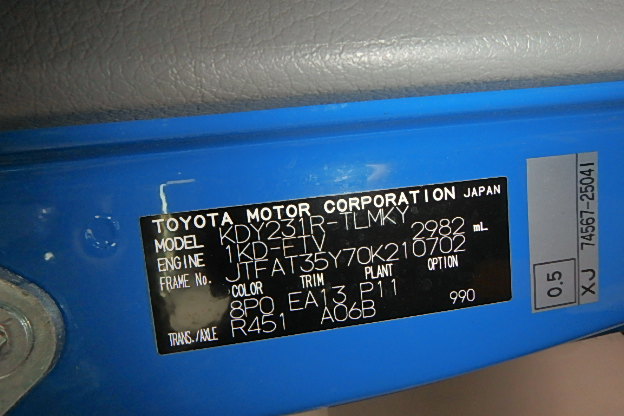 TOYOTA MOTOR CORPORATION JAPAN
MODEL KDY231R-TLMKY
ENGINE 1KD-FTV 2982 mL
FRAME No. JTFAT35Y70K210702
COLOR TRIM PLANT OPTION
8P0 EA13 P11
TRANS./AXLE R451 A06B 990
0.5 XJ 74567-25041